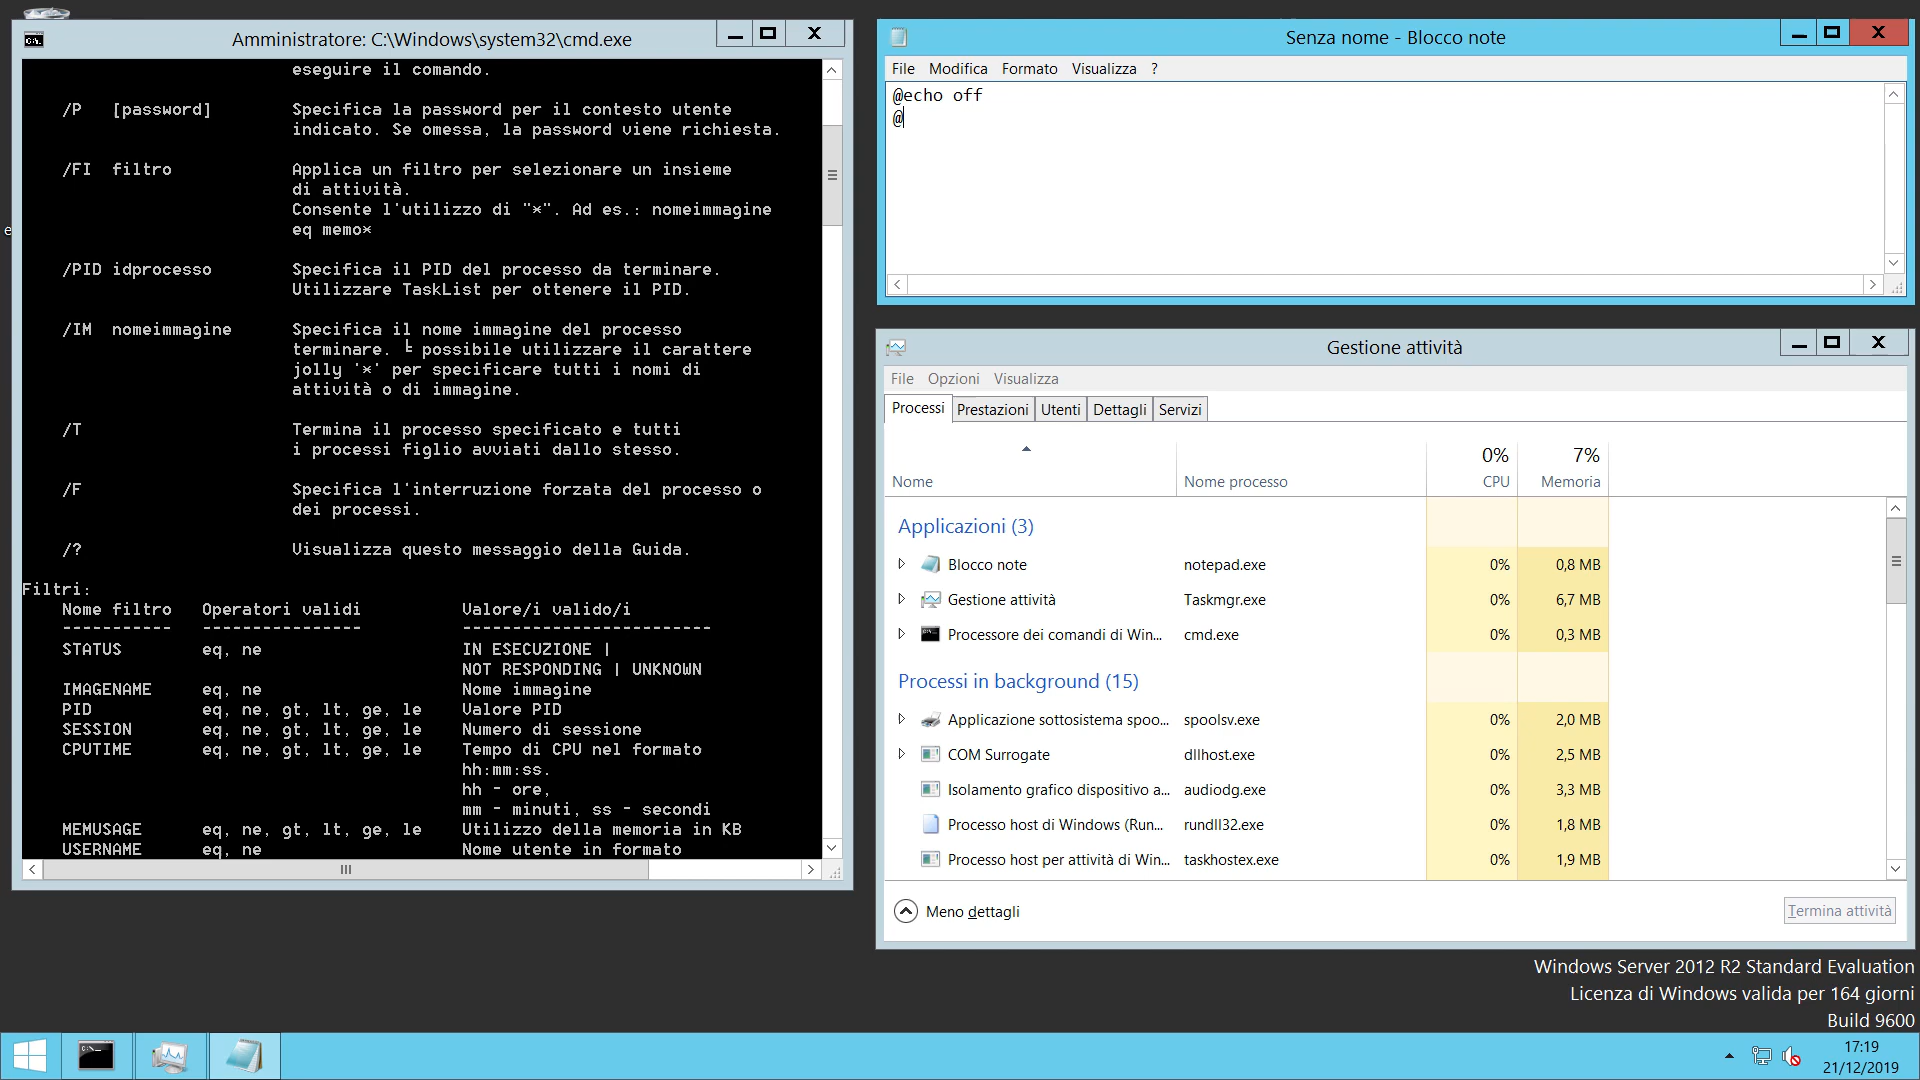 Amministratore: C:\Windows\system32\cmd.exe
eseguire il comando.
/P [password] Specifica la password per il contesto utente
indicato. Se omessa, la password viene richiesta.
/FI filtro Applica un filtro per selezionare un insieme
di attività.
Consente l'utilizzo di "*". Ad es.: nomeimmagine
eq memo*
/PID idprocesso Specifica il PID del processo da terminare.
Utilizzare TaskList per ottenere il PID.
/IM nomeimmagine Specifica il nome immagine del processo
terminare. ╘ possibile utilizzare il carattere
jolly '*' per specificare tutti i nomi di
attività o di immagine.
/T Termina il processo specificato e tutti
i processi figlio avviati dallo stesso.
/F Specifica l'interruzione forzata del processo o
dei processi.
/? Visualizza questo messaggio della Guida.
Filtri:
Nome filtro Operatori validi Valore/i valido/i
----------- ---------------- -------------------------
STATUS eq, ne IN ESECUZIONE |
NOT RESPONDING | UNKNOWN
IMAGENAME eq, ne Nome immagine
PID eq, ne, gt, lt, ge, le Valore PID
SESSION eq, ne, gt, lt, ge, le Numero di sessione
CPUTIME eq, ne, gt, lt, ge, le Tempo di CPU nel formato
hh:mm:ss.
hh - ore,
mm - minuti, ss - secondi
MEMUSAGE eq, ne, gt, lt, ge, le Utilizzo della memoria in KB
USERNAME eq, ne Nome utente in formato
e
Senza nome - Blocco note
File Modifica Formato Visualizza ?
@echo off
@
Gestione attività
File Opzioni Visualizza
Processi Prestazioni Utenti Dettagli Servizi
0% 7%
Nome Nome processo CPU Memoria
Applicazioni (3)
Blocco note notepad.exe 0% 0,8 MB
Gestione attività Taskmgr.exe 0% 6,7 MB
Processore dei comandi di Win... cmd.exe 0% 0,3 MB
Processi in background (15)
Applicazione sottosistema spoo... spoolsv.exe 0% 2,0 MB
COM Surrogate dllhost.exe 0% 2,5 MB
Isolamento grafico dispositivo a... audiodg.exe 0% 3,3 MB
Processo host di Windows (Run... rundll32.exe 0% 1,8 MB
Processo host per attività di Win... taskhostex.exe 0% 1,9 MB
Meno dettagli Termina attività
Windows Server 2012 R2 Standard Evaluation
Licenza di Windows valida per 164 giorni
Build 9600
17:19
21/12/2019